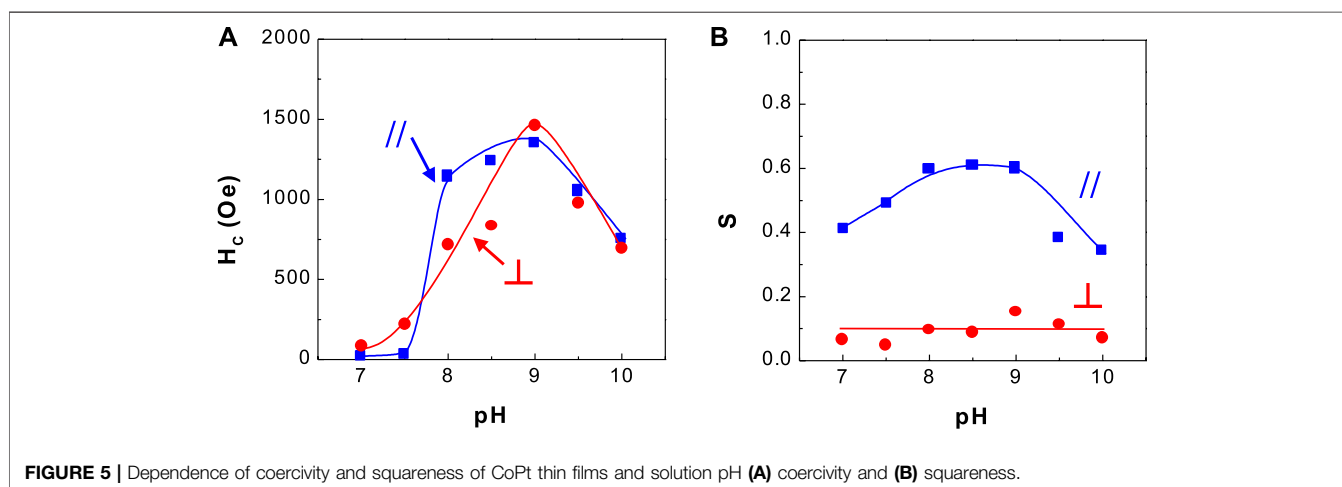 A
2000
1500
1000
500
0
H_C (Oe)
//
⊥
7 8 9 10
pH
B
1.0
0.8
0.6
0.4
0.2
0.0
S
//
⊥
7 8 9 10
pH
FIGURE 5 | Dependence of coercivity and squareness of CoPt thin films and solution pH (A) coercivity and (B) squareness.